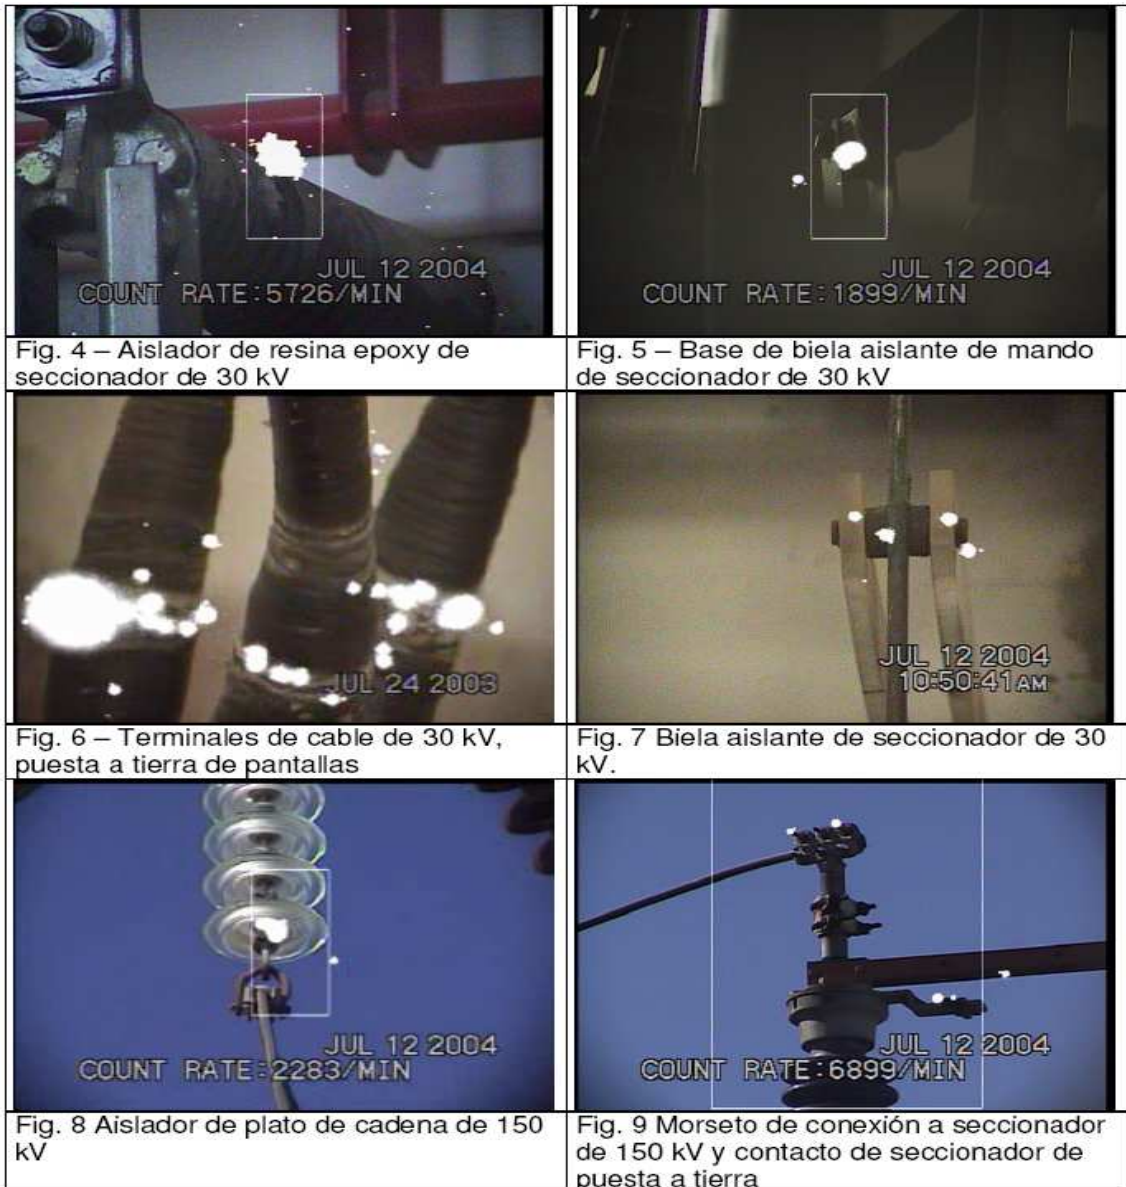 JUL 12 2004
COUNT RATE:5726/MIN
Fig. 4 – Aislador de resina epoxy de
seccionador de 30 kV
JUL 12 2004
COUNT RATE:1899/MIN
Fig. 5 – Base de biela aislante de mando
de seccionador de 30 kV
JUL 24 2003
Fig. 6 – Terminales de cable de 30 kV,
puesta a tierra de pantallas
JUL 12 2004
10:50:41AM
Fig. 7 Biela aislante de seccionador de 30
kV.
JUL 12 2004
COUNT RATE:2283/MIN
Fig. 8 Aislador de plato de cadena de 150
kV
JUL 12 2004
COUNT RATE:6899/MIN
Fig. 9 Morseto de conexión a seccionador
de 150 kV y contacto de seccionador de
puesta a tierra